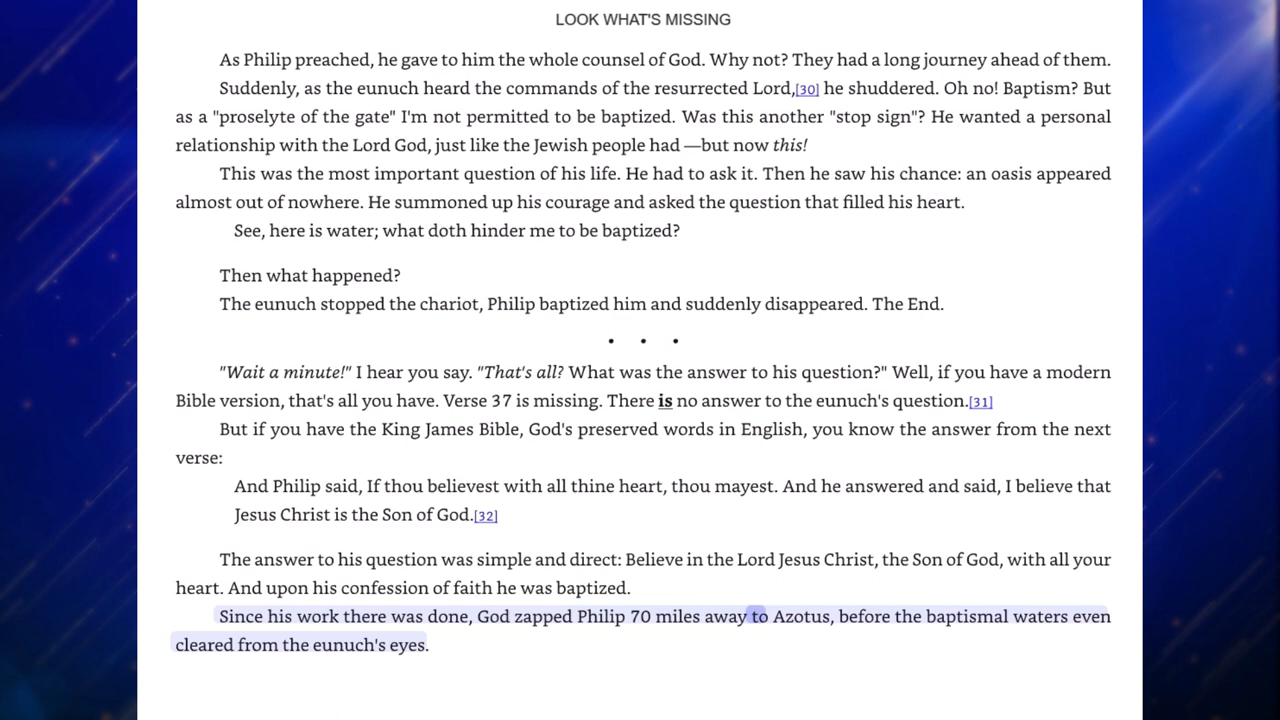 LOOK WHAT'S MISSING
As Philip preached, he gave to him the whole counsel of God. Why not? They had a long journey ahead of them.
Suddenly, as the eunuch heard the commands of the resurrected Lord,[30] he shuddered. Oh no! Baptism? But
as a "proselyte of the gate" I'm not permitted to be baptized. Was this another "stop sign"? He wanted a personal
relationship with the Lord God, just like the Jewish people had —but now this!
This was the most important question of his life. He had to ask it. Then he saw his chance: an oasis appeared
almost out of nowhere. He summoned up his courage and asked the question that filled his heart.
See, here is water; what doth hinder me to be baptized?
Then what happened?
The eunuch stopped the chariot, Philip baptized him and suddenly disappeared. The End.
• • •
"Wait a minute!" I hear you say. "That's all? What was the answer to his question?" Well, if you have a modern
Bible version, that's all you have. Verse 37 is missing. There is no answer to the eunuch's question.[31]
But if you have the King James Bible, God's preserved words in English, you know the answer from the next
verse:
And Philip said, If thou believest with all thine heart, thou mayest. And he answered and said, I believe that
Jesus Christ is the Son of God.[32]
The answer to his question was simple and direct: Believe in the Lord Jesus Christ, the Son of God, with all your
heart. And upon his confession of faith he was baptized.
Since his work there was done, God zapped Philip 70 miles away to Azotus, before the baptismal waters even
cleared from the eunuch's eyes.